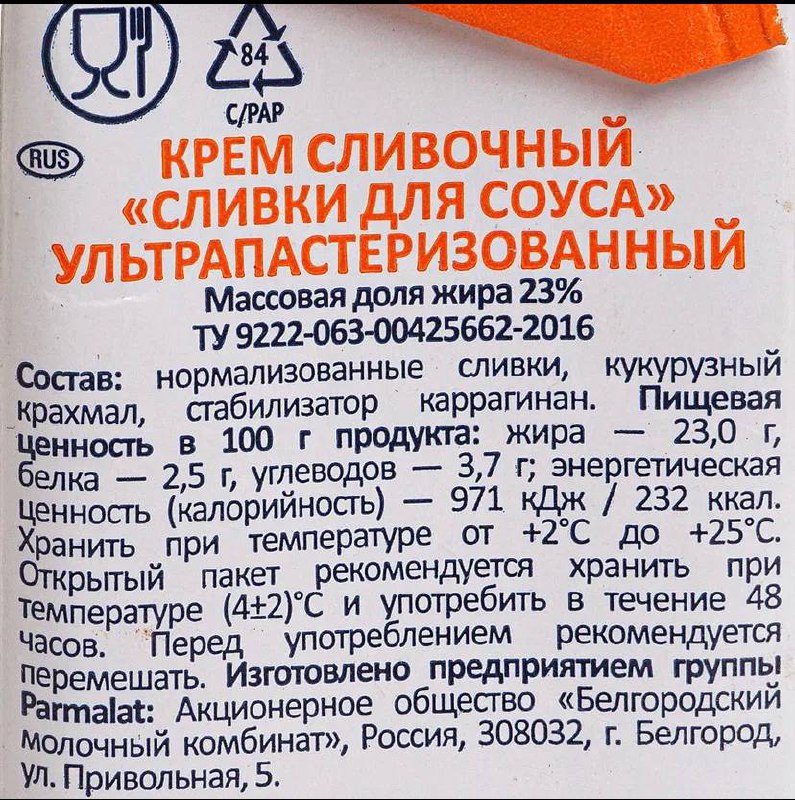 84
C/PAP
RUS
КРЕМ СЛИВОЧНЫЙ
«СЛИВКИ ДЛЯ СОУСА»
УЛЬТРАПАСТЕРИЗОВАННЫЙ
Массовая доля жира 23%
ТУ 9222-063-00425662-2016
Состав: нормализованные сливки, кукурузный
крахмал, стабилизатор каррагинан. Пищевая
ценность в 100 г продукта: жира — 23,0 г,
белка — 2,5 г, углеводов — 3,7 г; энергетическая
ценность (калорийность) — 971 кДж / 232 ккал.
Хранить при температуре от +2°С до +25°С.
Открытый пакет рекомендуется хранить при
температуре (4±2)°С и употребить в течение 48
часов. Перед употреблением рекомендуется
перемешать. Изготовлено предприятием группы
Parmalat: Акционерное общество «Белгородский
молочный комбинат», Россия, 308032, г. Белгород,
ул. Привольная, 5.